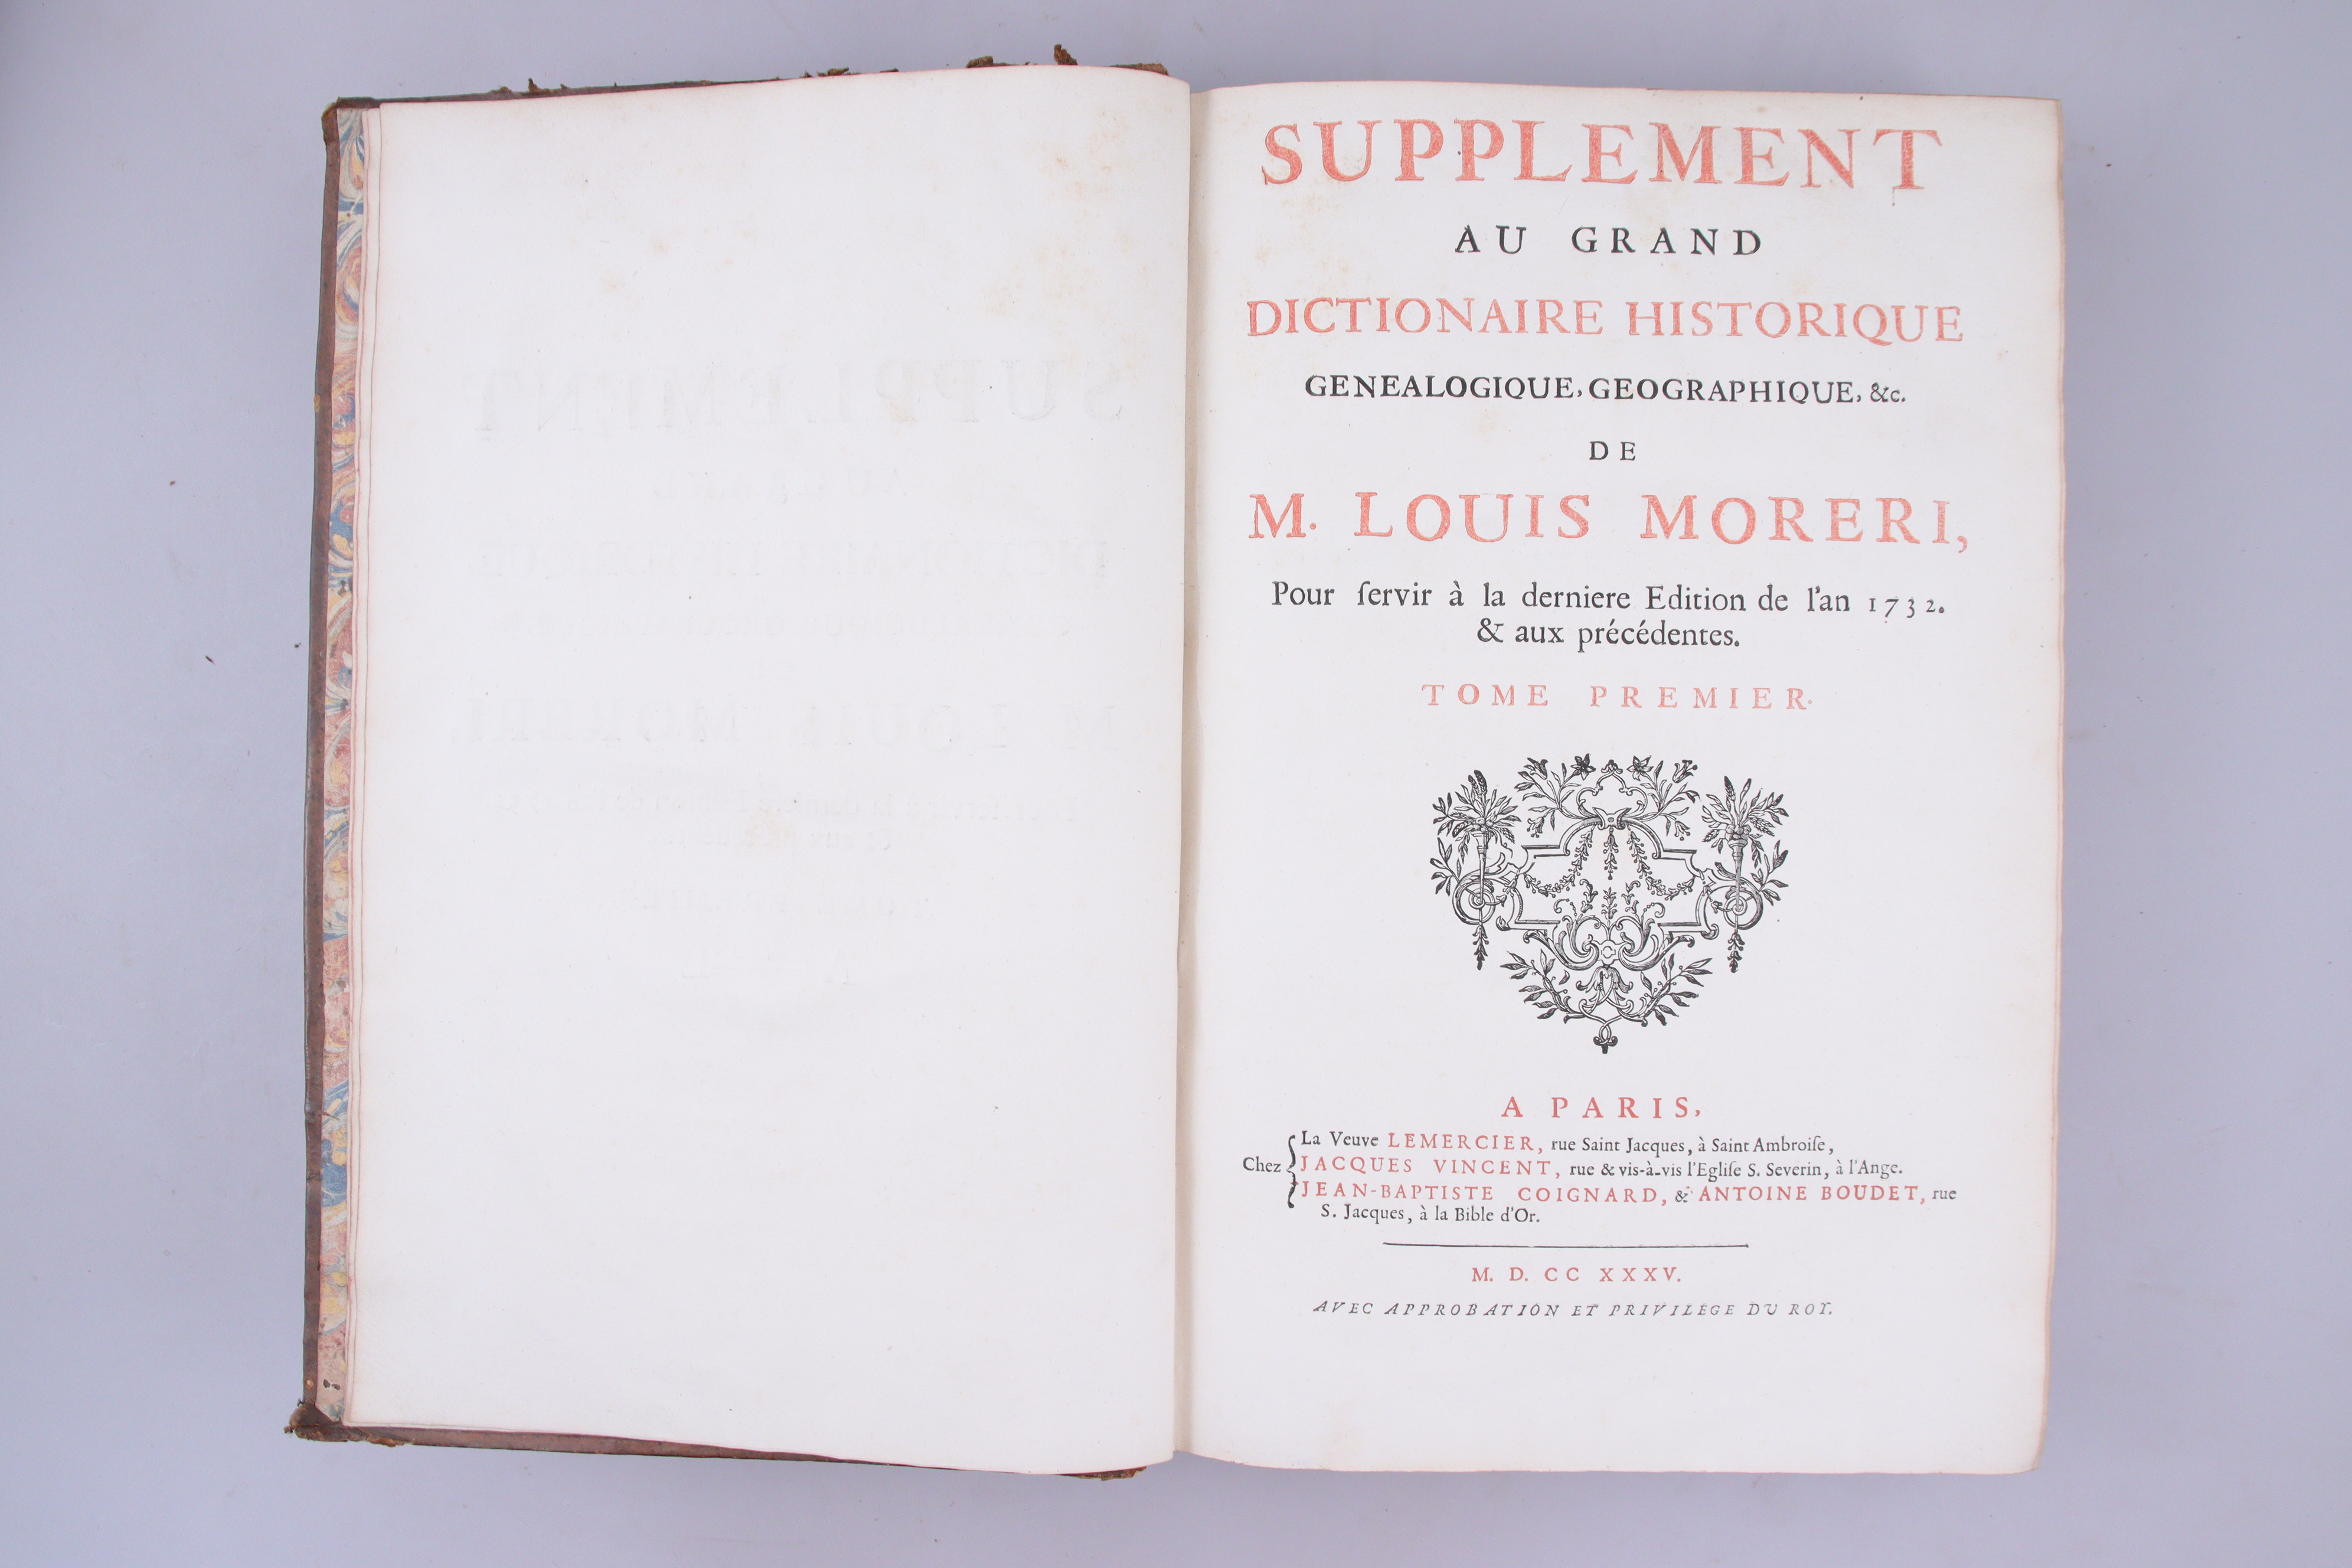 SUPPLEMENT
AU GRAND
DICTIONAIRE HISTORIQUE
GENEALOGIQUE, GEOGRAPHIQUE, &c.
DE
M. LOUIS MORERI,
Pour ſervir à la derniere Edition de l'an 1732.
& aux précédentes.
TOME PREMIER.
A PARIS,
La Veuve LEMERCIER, rue Saint Jacques, à Saint Ambroiſe,
Chez JACQUES VINCENT, rue & vis-à-vis l'Egliſe S. Severin, à l'Ange.
JEAN-BAPTISTE COIGNARD, & ANTOINE BOUDET, rue
S. Jacques, à la Bible d'Or.
M. D. CC XXXV.
AVEC APPROBATION ET PRIVILEGE DU ROY.